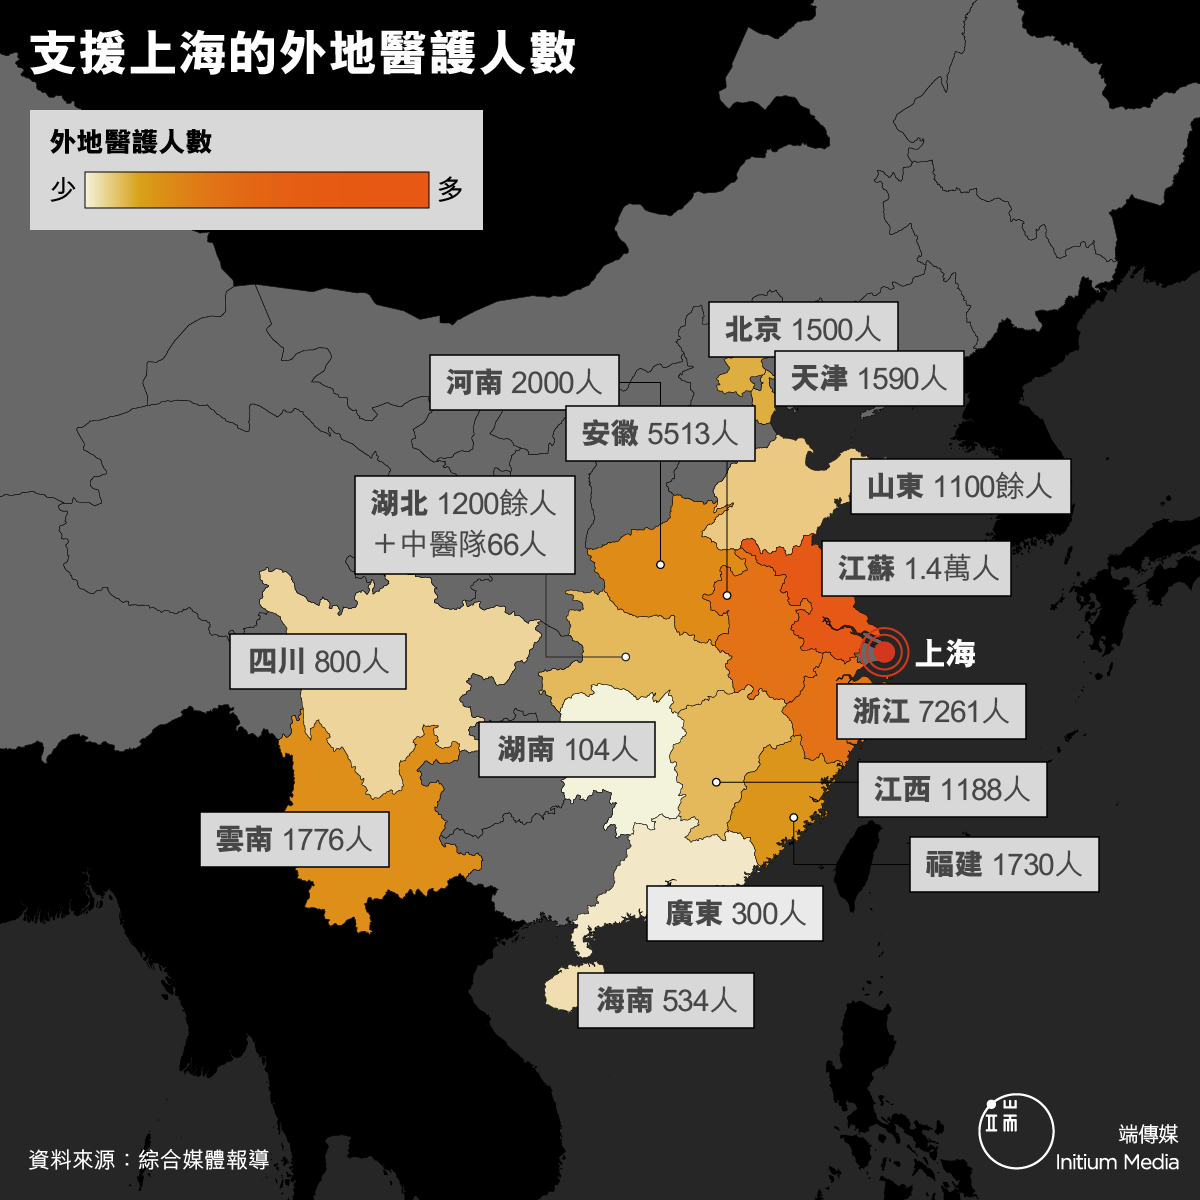 支援上海的外地醫護人數
外地醫護人數
少 多
北京 1500人
天津 1590人
河南 2000人
安徽 5513人
山東 1100餘人
湖北 1200餘人
＋中醫隊66人
江蘇 1.4萬人
四川 800人
上海
浙江 7261人
湖南 104人
江西 1188人
雲南 1776人
福建 1730人
廣東 300人
海南 534人
端
端傳媒
Initium Media
資料來源：綜合媒體報導